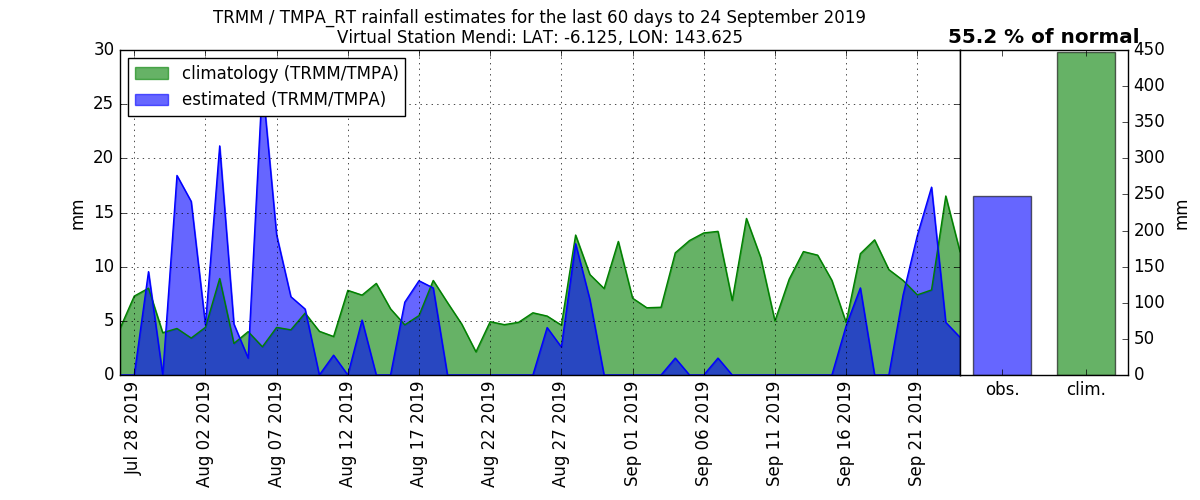 TRMM / TMPA_RT rainfall estimates for the last 60 days to 24 September 2019
Virtual Station Mendi: LAT: -6.125, LON: 143.625
55.2 % of normal
climatology (TRMM/TMPA)
estimated (TRMM/TMPA)
30
25
20
15
10
5
0
mm
Jul 28 2019
Aug 02 2019
Aug 07 2019
Aug 12 2019
Aug 17 2019
Aug 22 2019
Aug 27 2019
Sep 01 2019
Sep 06 2019
Sep 11 2019
Sep 16 2019
Sep 21 2019
450
400
350
300
250
200
150
100
50
0
mm
obs.
clim.